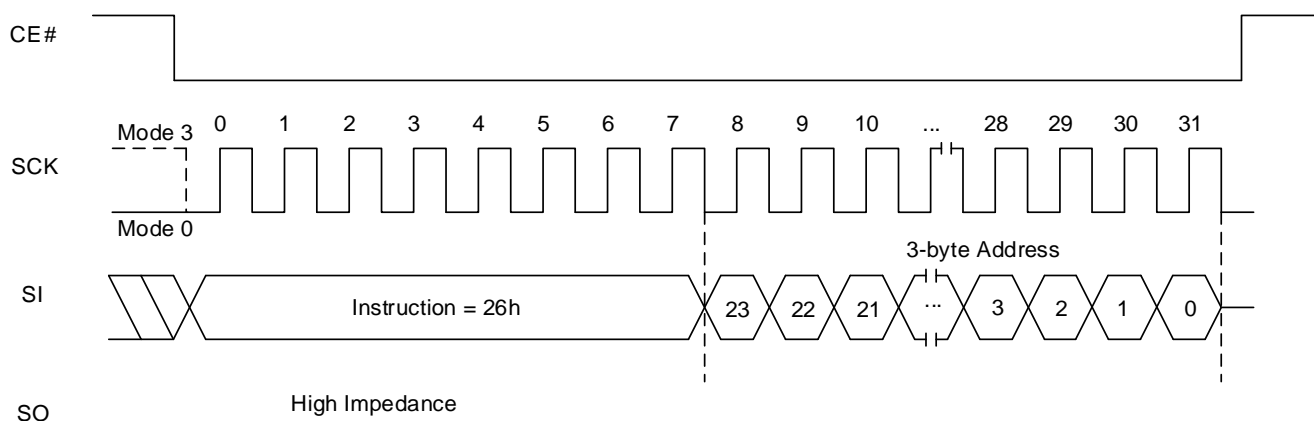 CE#
Mode 3 0 1 2 3 4 5 6 7 8 9 10 ... 28 29 30 31
SCK
Mode 0
3-byte Address
SI Instruction = 26h 23 22 21 ... 3 2 1 0
High Impedance
SO